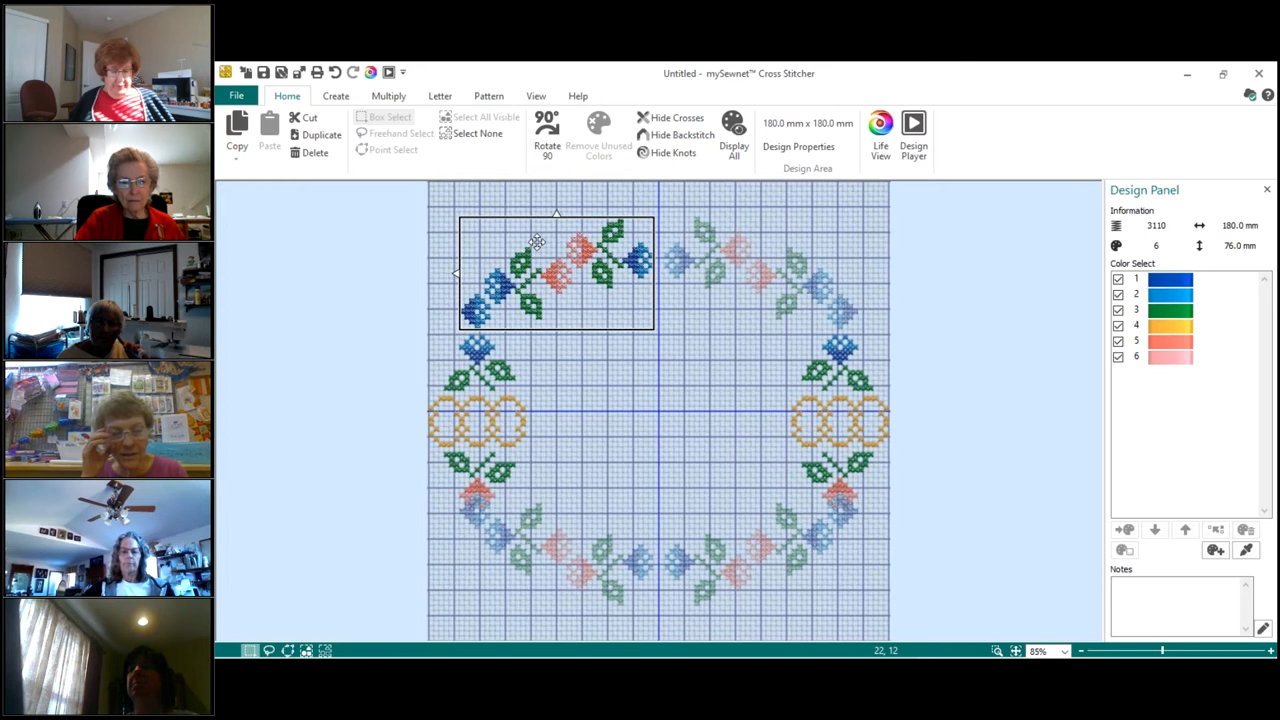 Untitled - mySewnet™ Cross Stitcher
File Home Create Multiply Letter Pattern View Help
Copy
Paste
Cut
Duplicate
Delete
Box Select
Freehand Select
Point Select
Select All Visible
Select None
90°
Rotate
90
Remove Unused
Colors
Hide Crosses
Hide Backstitch
Hide Knots
Display
All
180.0 mm x 180.0 mm
Design Properties
Design Area
Life
View
Design
Player
Design Panel
Information
3110 180.0 mm
6 76.0 mm
Color Select
1
2
3
4
5
6
Notes
22, 12
85%